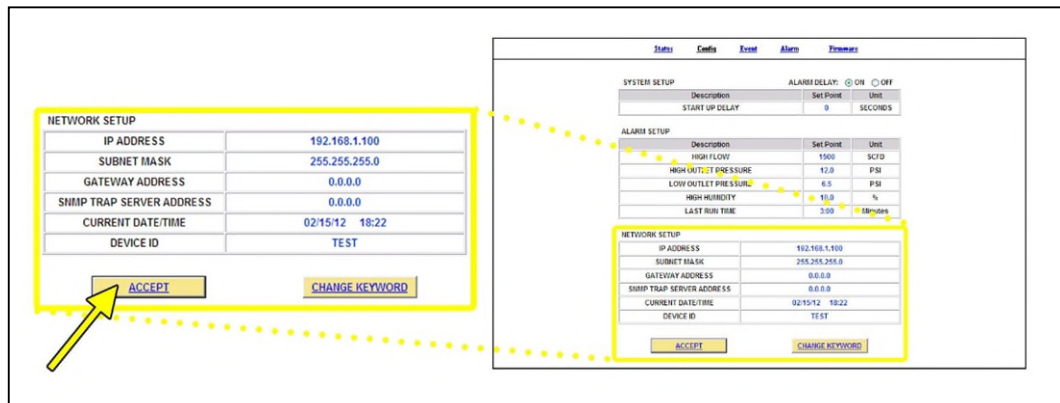 NETWORK SETUP
IP ADDRESS 192.168.1.100
SUBNET MASK 255.255.255.0
GATEWAY ADDRESS 0.0.0.0
SNMP TRAP SERVER ADDRESS 0.0.0.0
CURRENT DATE/TIME 02/15/12 18:22
DEVICE ID TEST
ACCEPT CHANGE KEYWORD
Status Config Event Alarm Firmware
SYSTEM SETUP ALARM DELAY: ON OFF
Description Set Point Unit
START UP DELAY 0 SECONDS
ALARM SETUP
Description Set Point Unit
HIGH FLOW 1500 SCFD
HIGH OUTLET PRESSURE 12.0 PSI
LOW OUTLET PRESSURE 6.5 PSI
HIGH HUMIDITY 10.0 %
LAST RUN TIME 3:00 Minutes
NETWORK SETUP
IP ADDRESS 192.168.1.100
SUBNET MASK 255.255.255.0
GATEWAY ADDRESS 0.0.0.0
SNMP TRAP SERVER ADDRESS 0.0.0.0
CURRENT DATE/TIME 02/15/12 18:22
DEVICE ID TEST
ACCEPT CHANGE KEYWORD